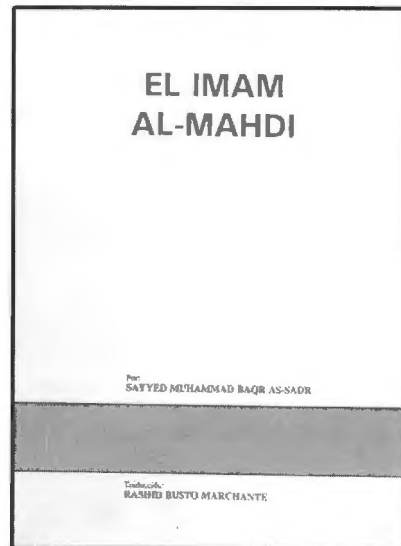 EL IMAM
AL-MAHDI
Por:
SAYYED MUHAMMAD BAQR AS-SADR
Traducción:
RASHID BUSTO MARCHANTE